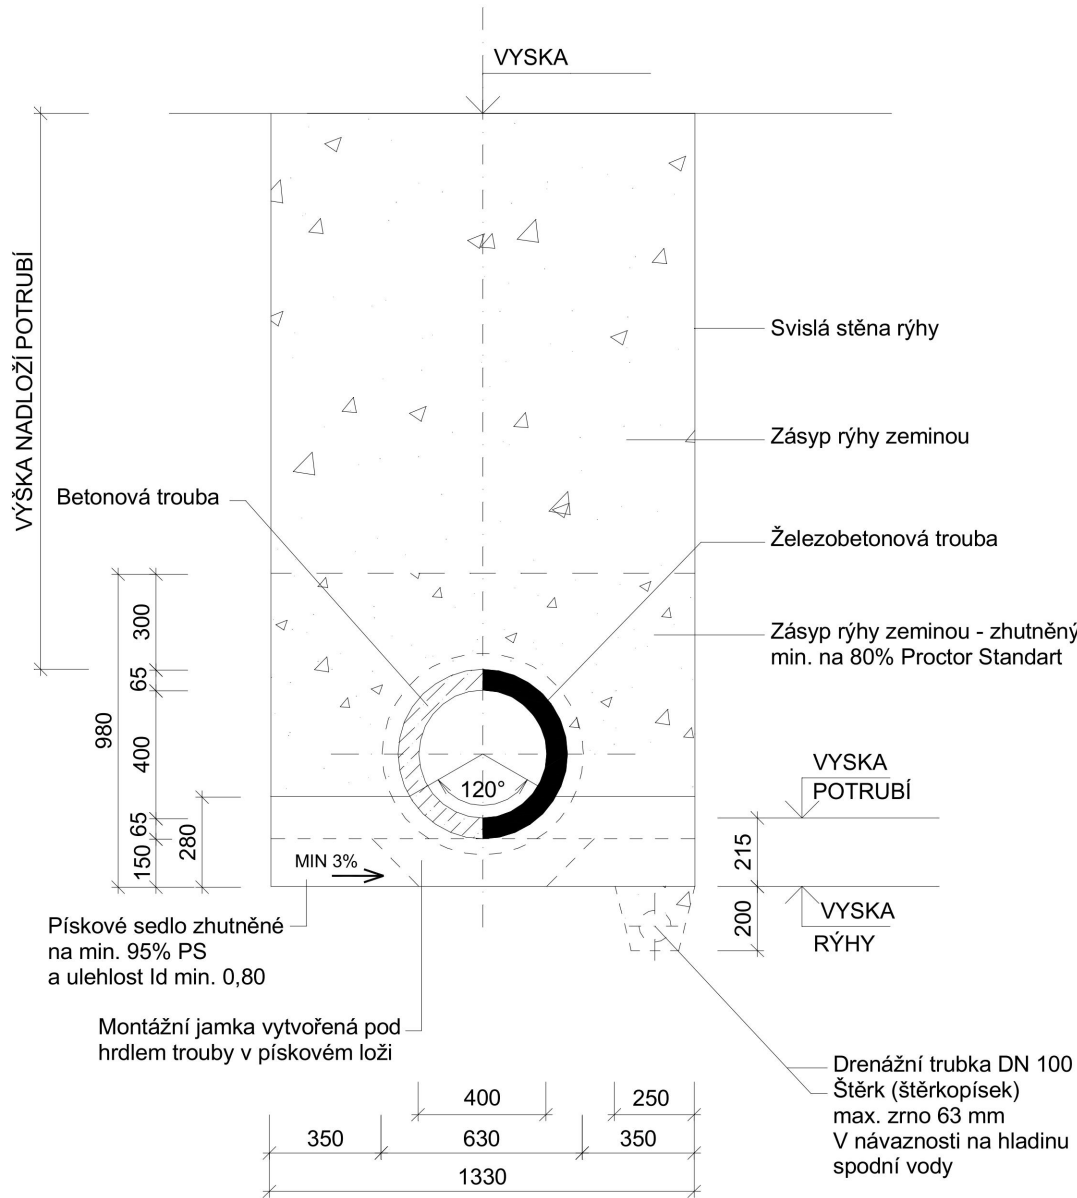 VYSKA
VÝŠKA NADLOŽÍ POTRUBÍ
Svislá stěna rýhy
Zásyp rýhy zeminou
Betonová trouba
Železobetonová trouba
Zásyp rýhy zeminou - zhutněný
min. na 80% Proctor Standart
980
300
65
400
65
150
280
120°
VYSKA
POTRUBÍ
215
200
VYSKA
RÝHY
MIN 3%
Pískové sedlo zhutněné
na min. 95% PS
a ulehlost Id min. 0,80
Montážní jamka vytvořená pod
hrdlem trouby v pískovém loži
Drenážní trubka DN 100
Štěrk (štěrkopísek)
max. zrno 63 mm
V návaznosti na hladinu
spodní vody
400
250
350
630
350
1330